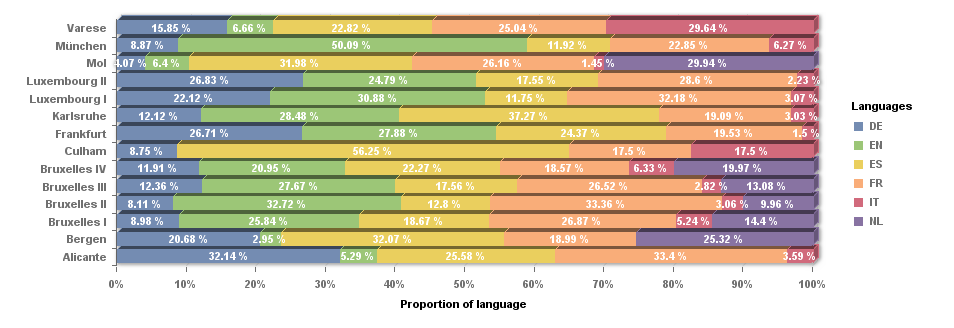 Varese 15.85 % 6.66 % 22.82 % 25.04 % 29.64 %
München 8.87 % 50.09 % 11.92 % 22.85 % 6.27 %
Mol 4.07 % 6.4 % 31.98 % 26.16 % 1.45 % 29.94 %
Luxembourg II 26.83 % 24.79 % 17.55 % 28.6 % 2.23 %
Luxembourg I 22.12 % 30.88 % 11.75 % 32.18 % 3.07 %
Karlsruhe 12.12 % 28.48 % 37.27 % 19.09 % 3.03 %
Frankfurt 26.71 % 27.88 % 24.37 % 19.53 % 1.5 %
Culham 8.75 % 56.25 % 17.5 % 17.5 %
Bruxelles IV 11.91 % 20.95 % 22.27 % 18.57 % 6.33 % 19.97 %
Bruxelles III 12.36 % 27.67 % 17.56 % 26.52 % 2.82 % 13.08 %
Bruxelles II 8.11 % 32.72 % 12.8 % 33.36 % 3.06 % 9.96 %
Bruxelles I 8.98 % 25.84 % 18.67 % 26.87 % 5.24 % 14.4 %
Bergen 20.68 % 2.95 % 32.07 % 18.99 % 25.32 %
Alicante 32.14 % 5.29 % 25.58 % 33.4 % 3.59 %
0% 10% 20% 30% 40% 50% 60% 70% 80% 90% 100%
Proportion of language
Languages
DE
EN
ES
FR
IT
NL